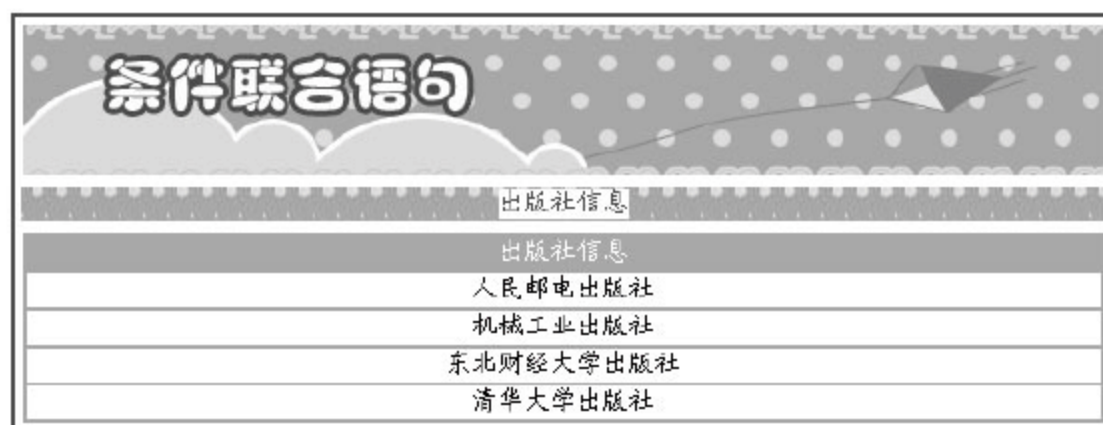 条件联合语句
出版社信息
出版社信息
人民邮电出版社
机械工业出版社
东北财经大学出版社
清华大学出版社